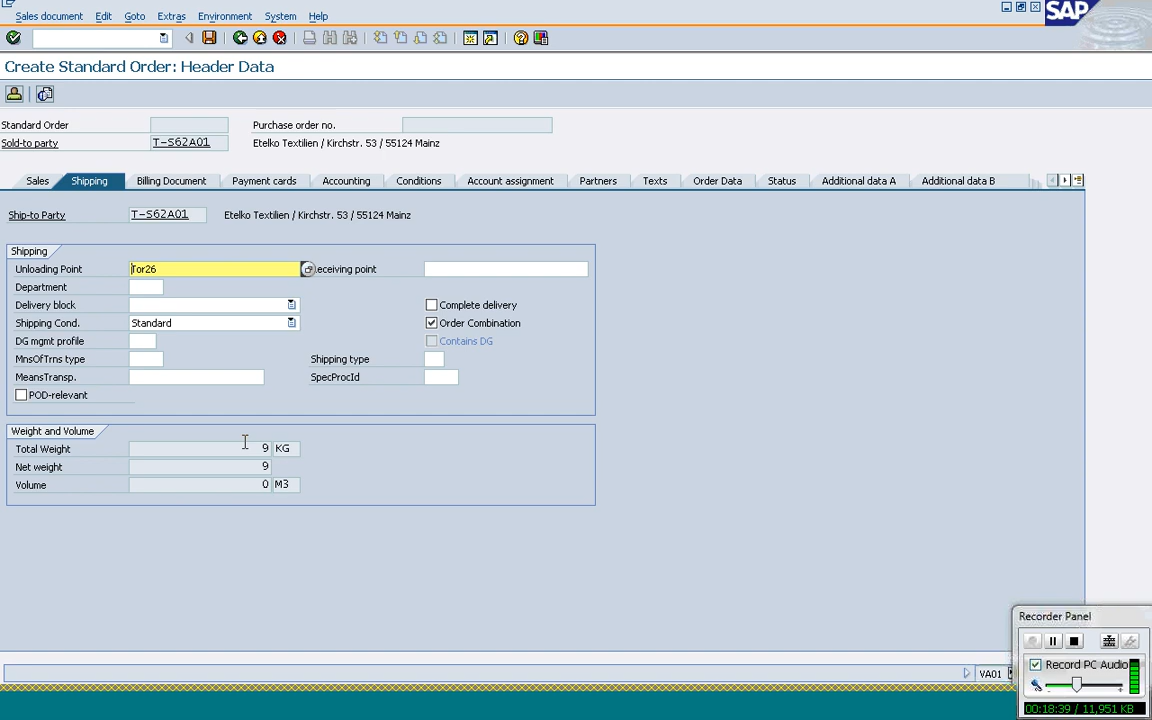 Sales document Edit Goto Extras Environment System Help
SAP
Create Standard Order: Header Data
Standard Order Purchase order no.
Sold-to party T-S62A01 Etelko Textilien / Kirchstr. 53 / 55124 Mainz
Sales Shipping Billing Document Payment cards Accounting Conditions Account assignment Partners Texts Order Data Status Additional data A Additional data B
Ship-to Party T-S62A01 Etelko Textilien / Kirchstr. 53 / 55124 Mainz
Shipping
Unloading Point Tor26 eceiving point
Department
Delivery block Complete delivery
Shipping Cond. Standard Order Combination
DG mgmt profile Contains DG
MnsOfTrns type Shipping type
MeansTransp. SpecProcId
POD-relevant
Weight and Volume
Total Weight 9 KG
Net weight 9
Volume 0 M3
Recorder Panel
Record PC Audio
VA01
00:18:39 / 11,951 KB